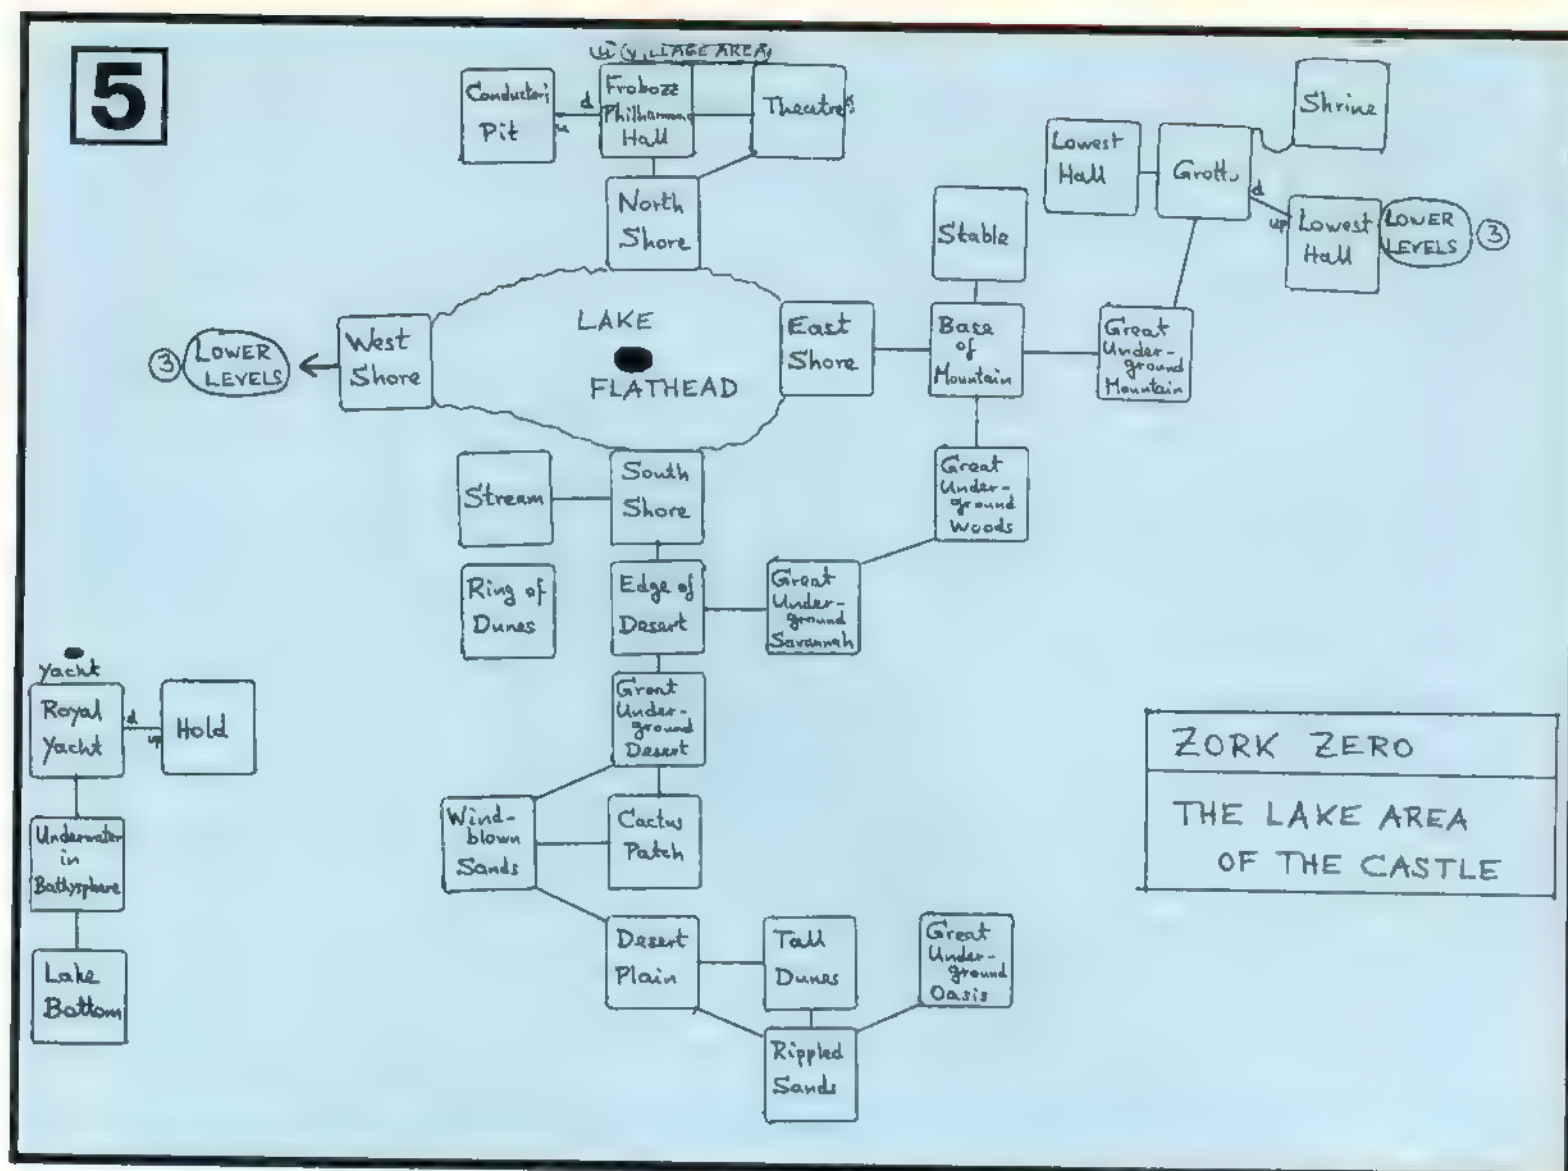 5
(VILLAGE AREA)
Conductor's
Pit
d
u
Frobozz
Philharmonic
Hall
Theatre
Shrine
Lowest
Hall
Grotto
d
up
Lowest
Hall
LOWER
LEVELS
3
North
Shore
Stable
3
LOWER
LEVELS
West
Shore
LAKE
FLATHEAD
East
Shore
Base
of
Mountain
Great
Under-
ground
Mountain
Stream
South
Shore
Great
Under-
ground
Woods
Ring of
Dunes
Edge of
Desert
Great
Under-
ground
Savannah
Yacht
Royal
Yacht
d
up
Hold
Great
Under-
ground
Desert
Underwater
in
Bathysphere
Wind-
blown
Sands
Cactus
Patch
Lake
Bottom
Desert
Plain
Tall
Dunes
Great
Under-
ground
Oasis
Rippled
Sands
ZORK ZERO
THE LAKE AREA
OF THE CASTLE